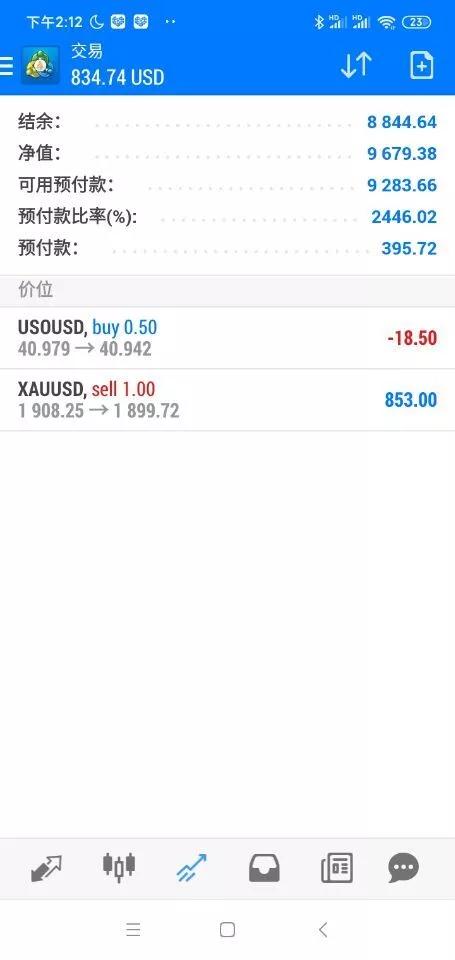 下午2:12 HD HD 23
交易
834.74 USD
结余: 8 844.64
净值: 9 679.38
可用预付款: 9 283.66
预付款比率(%): 2446.02
预付款: 395.72
价位
USOUSD, buy 0.50
40.979 → 40.942 -18.50
XAUUSD, sell 1.00
1 908.25 → 1 899.72 853.00